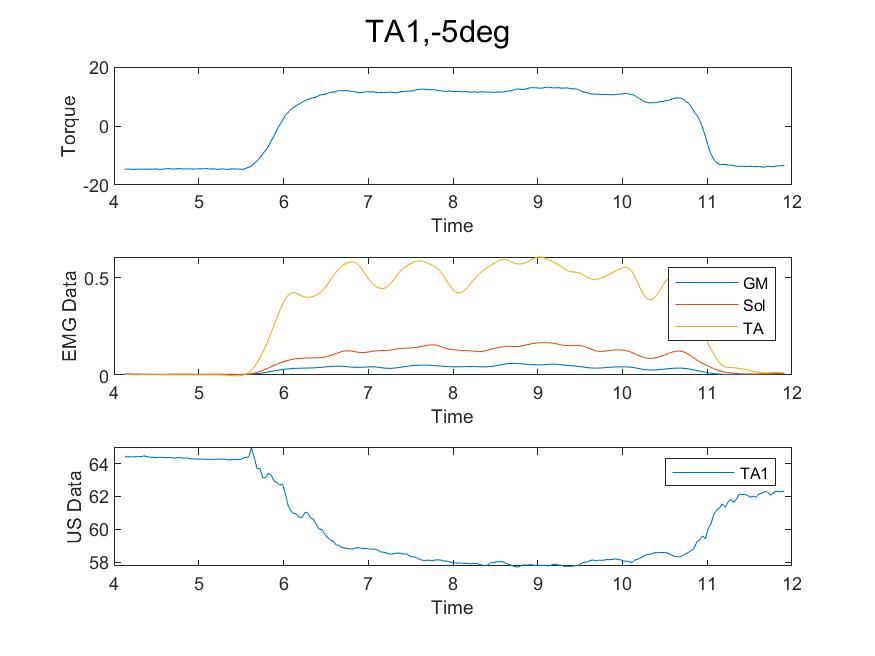 TA1,-5deg
20
0
-20
Torque
4 5 6 7 8 9 10 11 12
Time
0.5
0
EMG Data
GM
Sol
TA
4 5 6 7 8 9 10 11 12
Time
64
62
60
58
US Data
TA1
4 5 6 7 8 9 10 11 12
Time